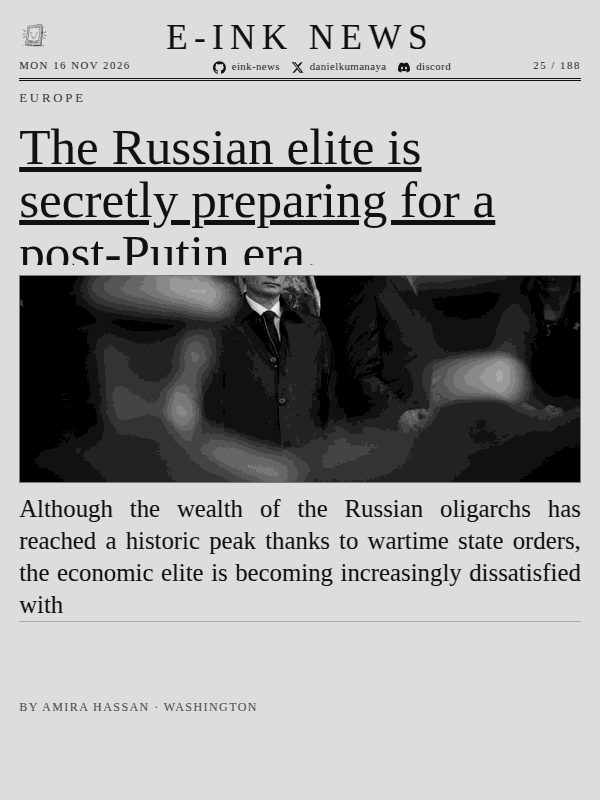 E-INK NEWS
MON 16 NOV 2026
eink-news danielkumanaya discord
25 / 188
EUROPE
The Russian elite is
secretly preparing for a
post-Putin era
Although the wealth of the Russian oligarchs has
reached a historic peak thanks to wartime state orders,
the economic elite is becoming increasingly dissatisfied
with
BY AMIRA HASSAN · WASHINGTON